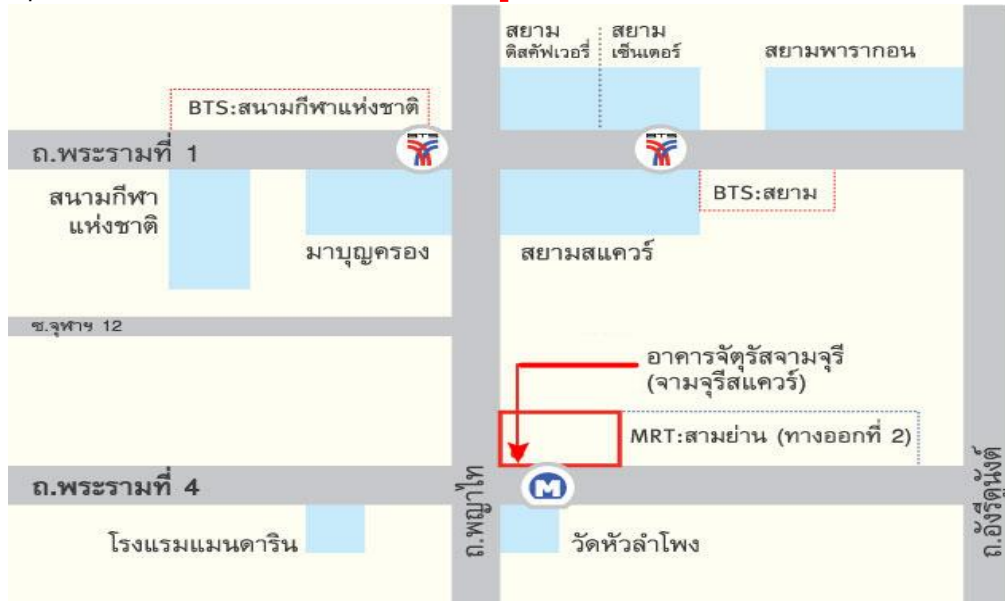 สยาม
ดิสคัฟเวอรี่
สยาม
เซ็นเตอร์
สยามพารากอน
BTS:สนามกีฬาแห่งชาติ
BTS
BTS
ถ.พระรามที่ 1
สนามกีฬา
แห่งชาติ
BTS:สยาม
มาบุญครอง
สยามสแควร์
ซ.จุฬาฯ 12
อาคารจัตุรัสจามจุรี
(จามจุรีสแควร์)
MRT:สามย่าน (ทางออกที่ 2)
ถ.พระรามที่ 4
M
ถ.พญาไท
ถ.อังรีดูนังต์
โรงแรมแมนดาริน
วัดหัวลำโพง